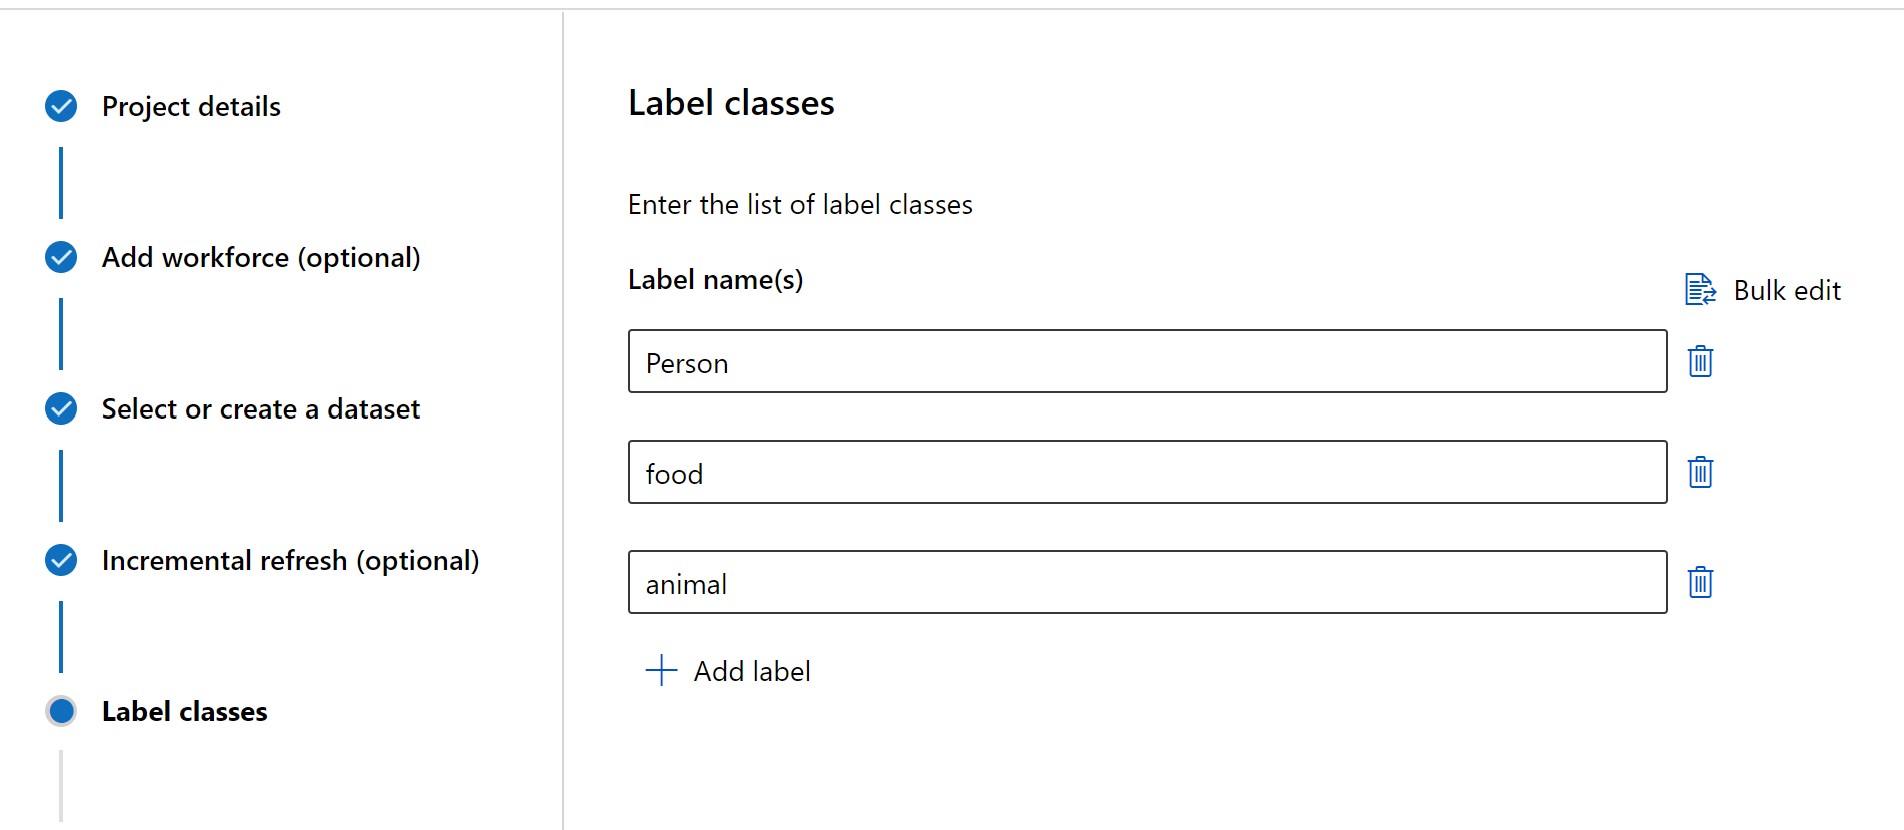 Project details
Add workforce (optional)
Select or create a dataset
Incremental refresh (optional)
Label classes
Label classes
Enter the list of label classes
Label name(s)
Bulk edit
Person
food
animal
Add label